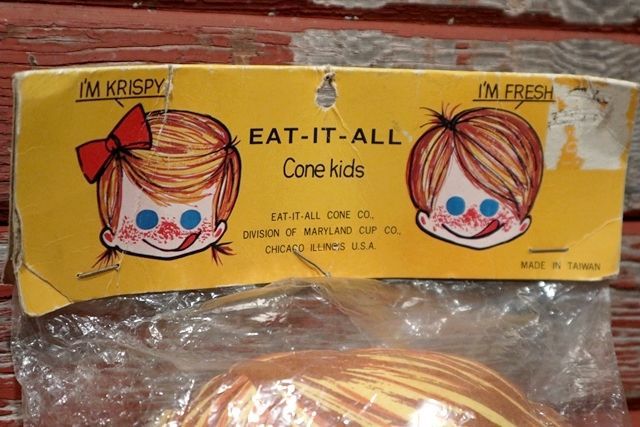 I'M KRISPY
I'M FRESH
EAT-IT-ALL
Cone kids
EAT-IT-ALL CONE CO.,
DIVISION OF MARYLAND CUP CO.,
CHICAGO ILLINOIS U.S.A.
MADE IN TAIWAN